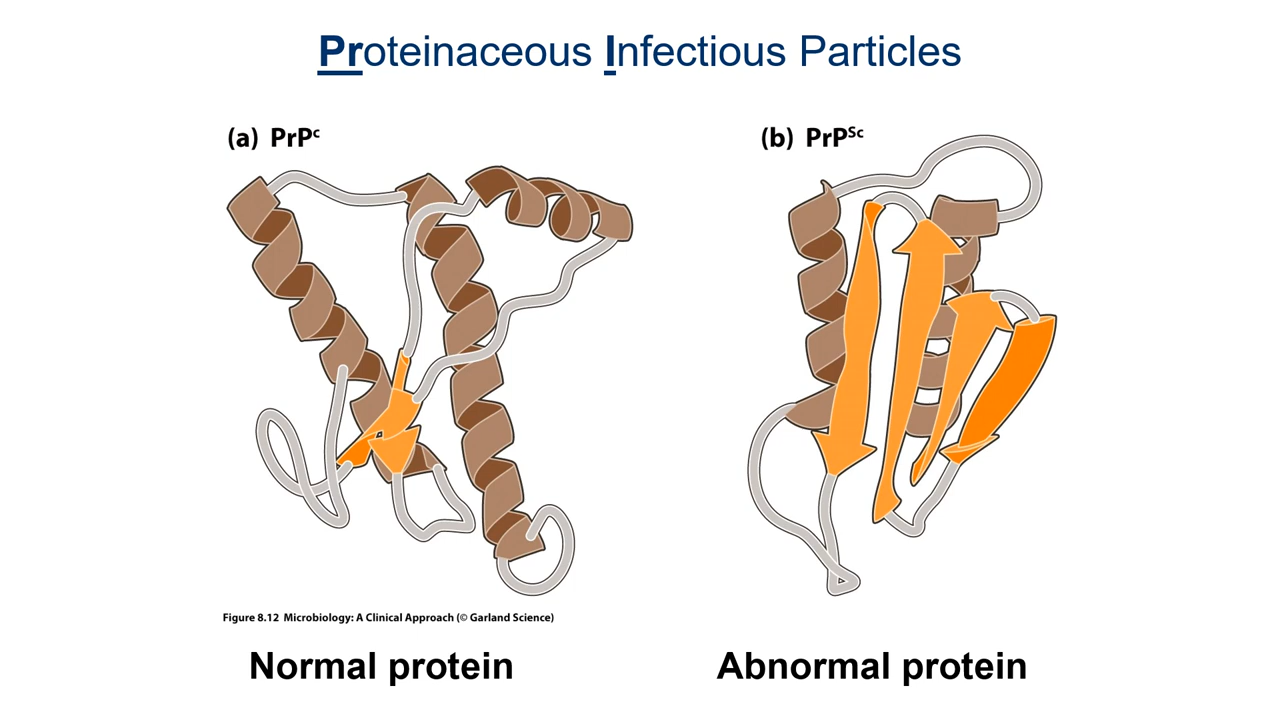 Proteinaceous Infectious Particles
(a) PrPᶜ
(b) PrPˢᶜ
Figure 8.12 Microbiology: A Clinical Approach (© Garland Science)
Normal protein
Abnormal protein